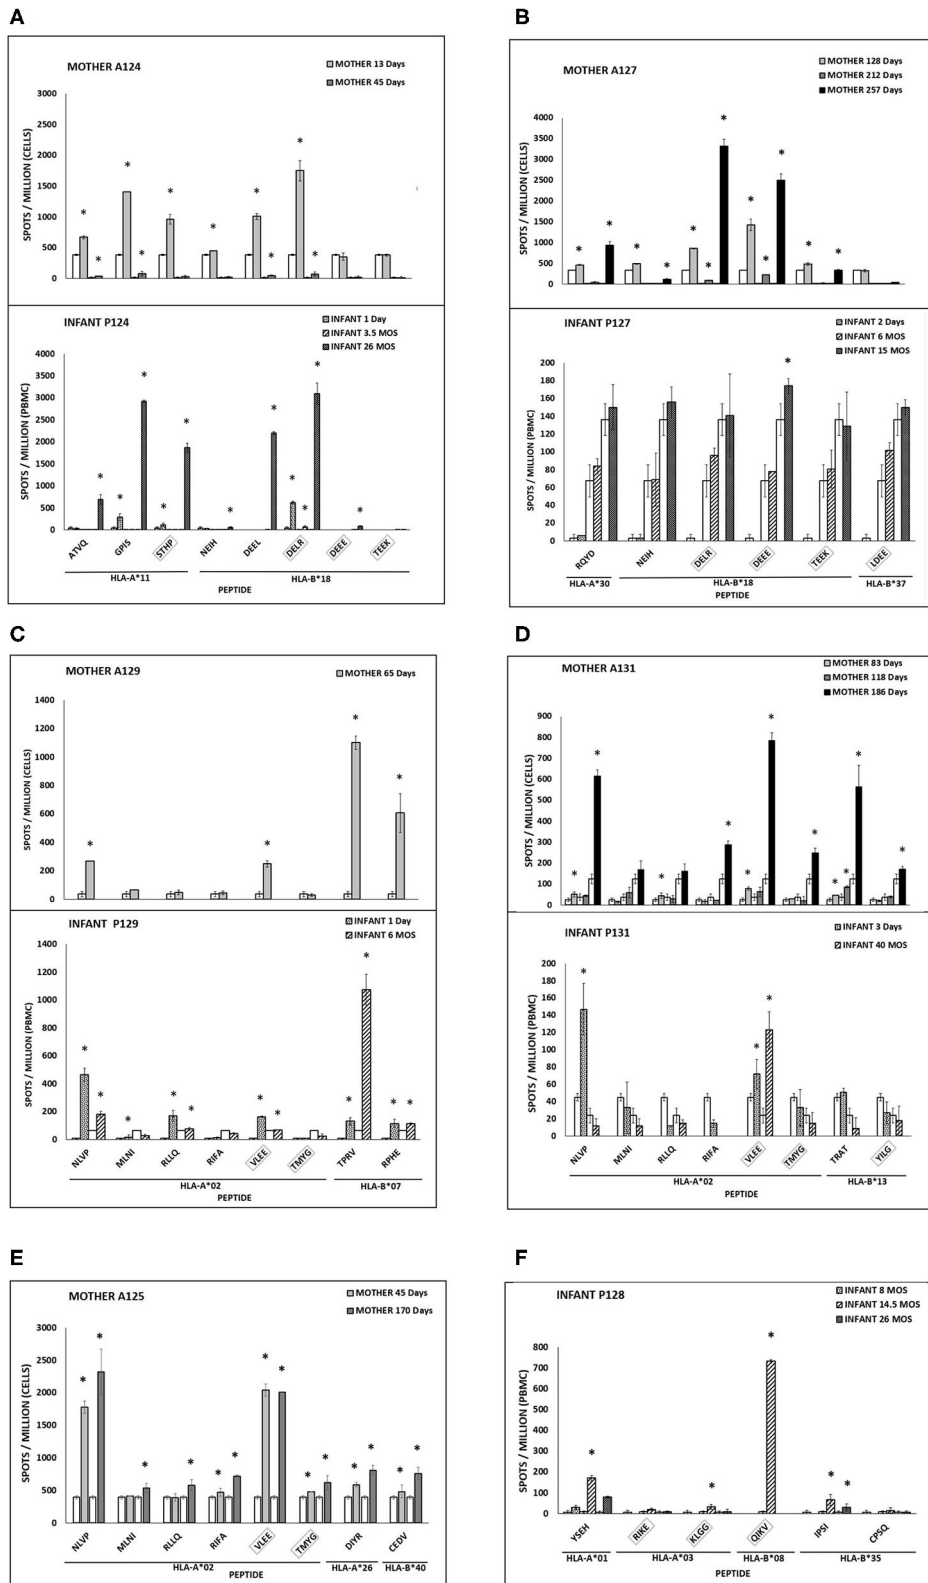 A
MOTHER A124
MOTHER 13 Days
MOTHER 45 Days
SPOTS / MILLION (CELLS)
3000
2500
2000
1500
1000
500
0
* * * * * * * * * *
INFANT P124
INFANT 1 Day
INFANT 3.5 MOS
INFANT 26 MOS
SPOTS / MILLION (PBMC)
4000
3500
3000
2500
2000
1500
1000
500
0
* * * * * * * * * * *
ATVQ GPIS STHP NEIH DEEL DELR DEEE TEEK
HLA-A*11 HLA-B*18
PEPTIDE
B
MOTHER A127
MOTHER 128 Days
MOTHER 212 Days
MOTHER 257 Days
SPOTS / MILLION (CELLS)
4000
3500
3000
2500
2000
1500
1000
500
0
* * * * * * * * * * * *
INFANT P127
INFANT 2 Days
INFANT 6 MOS
INFANT 15 MOS
SPOTS / MILLION (PBMC)
200
180
160
140
120
100
80
60
40
20
0
*
RQYD NEIH DELR DEEE TEEK LDEE
HLA-A*30 HLA-B*18 HLA-B*37
PEPTIDE
C
MOTHER A129
MOTHER 65 Days
SPOTS / MILLION (CELLS)
1400
1200
1000
800
600
400
200
0
* * * *
INFANT P129
INFANT 1 Day
INFANT 6 MOS
SPOTS / MILLION (PBMC)
1400
1200
1000
800
600
400
200
0
* * * * * * * * * * *
NLVP MLNI RLLQ RIFA VLEE TMYG TPRV RPHE
HLA-A*02 HLA-B*07
PEPTIDE
D
MOTHER A131
MOTHER 83 Days
MOTHER 118 Days
MOTHER 186 Days
SPOTS / MILLION (CELLS)
900
800
700
600
500
400
300
200
100
0
* * * * * * * * * * *
INFANT P131
INFANT 3 Days
INFANT 40 MOS
SPOTS / MILLION (PBMC)
200
180
160
140
120
100
80
60
40
20
0
* * *
NLVP MLNI RLLQ RIFA VLEE TMYG TRAT YILG
HLA-A*02 HLA-B*13
PEPTIDE
E
MOTHER A125
MOTHER 45 Days
MOTHER 170 Days
SPOTS / MILLION (CELLS)
3000
2500
2000
1500
1000
500
0
* * * * * * * * * * * * * *
NLVP MLNI RLLQ RIFA VLEE TMYG DIYR CEDV
HLA-A*02 HLA-A*26 HLA-B*40
PEPTIDE
F
INFANT P128
INFANT 8 MOS
INFANT 14.5 MOS
INFANT 26 MOS
SPOTS / MILLION (PBMC)
800
700
600
500
400
300
200
100
0
* * * * *
YSEH RIKE KLGG QIKV IPSI CPSQ
HLA-A*01 HLA-A*03 HLA-B*08 HLA-B*35
PEPTIDE